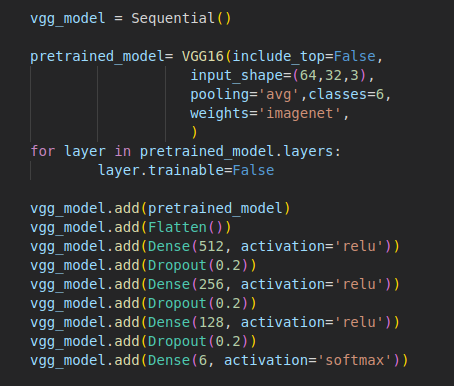 vgg_model = Sequential()
pretrained_model= VGG16(include_top=False,
input_shape=(64,32,3),
pooling='avg',classes=6,
weights='imagenet',
)
for layer in pretrained_model.layers:
layer.trainable=False
vgg_model.add(pretrained_model)
vgg_model.add(Flatten())
vgg_model.add(Dense(512, activation='relu'))
vgg_model.add(Dropout(0.2))
vgg_model.add(Dense(256, activation='relu'))
vgg_model.add(Dropout(0.2))
vgg_model.add(Dense(128, activation='relu'))
vgg_model.add(Dropout(0.2))
vgg_model.add(Dense(6, activation='softmax'))